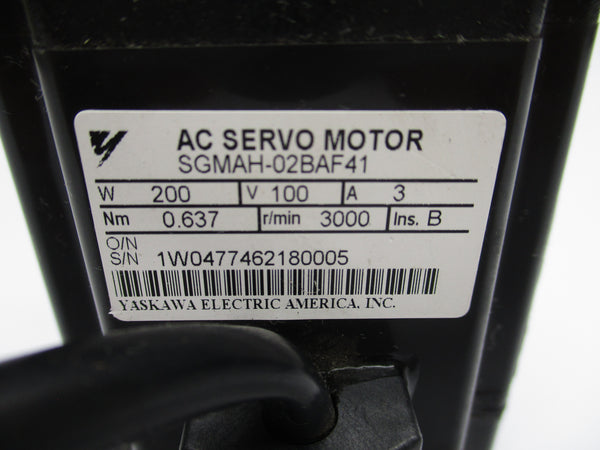 AC SERVO MOTOR
SGMAH-02BAF41
W 200 V 100 A 3
Nm 0.637 r/min 3000 Ins. B
O/N
S/N 1W0477462180005
YASKAWA ELECTRIC AMERICA, INC.